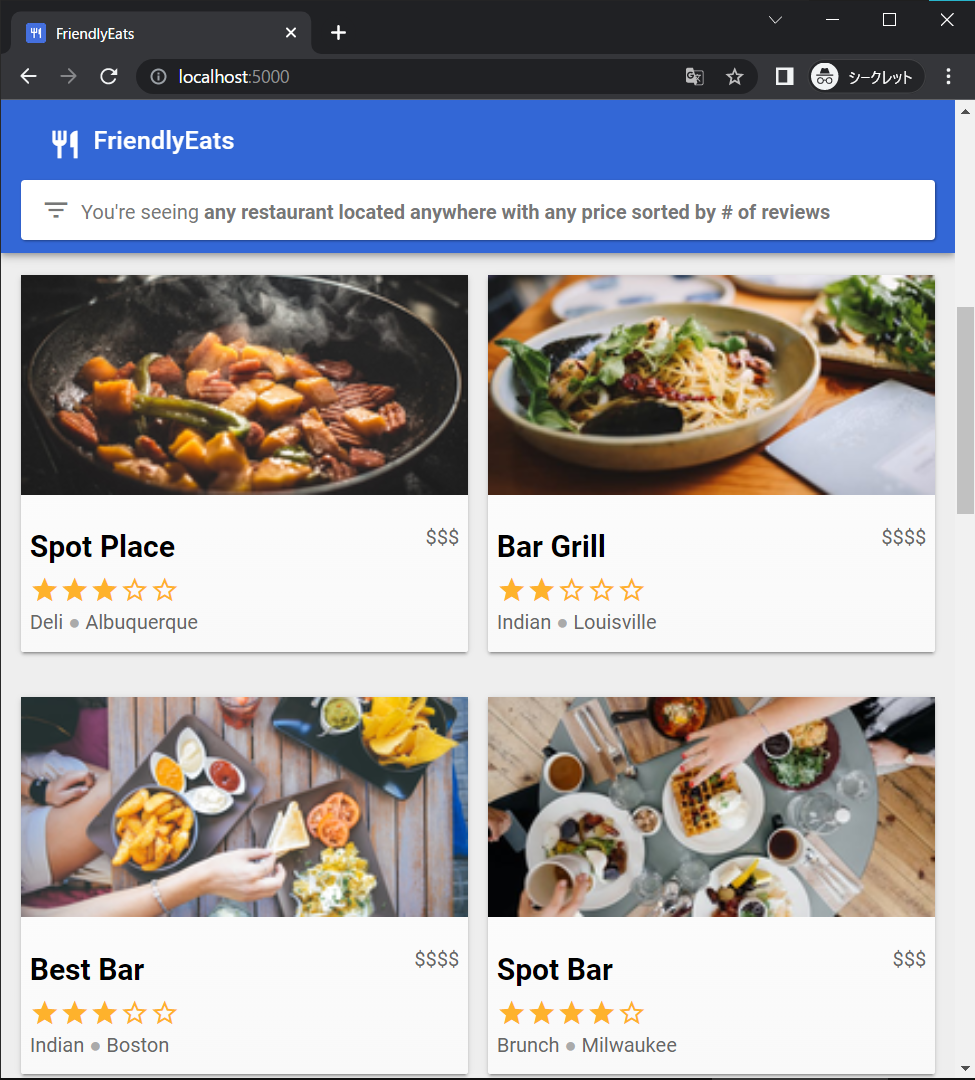 FriendlyEats
localhost:5000
シークレット
FriendlyEats
You're seeing any restaurant located anywhere with any price sorted by # of reviews
Spot Place
$$$
Deli ● Albuquerque
Bar Grill
$$$$
Indian ● Louisville
Best Bar
$$$$
Indian ● Boston
Spot Bar
$$$
Brunch ● Milwaukee